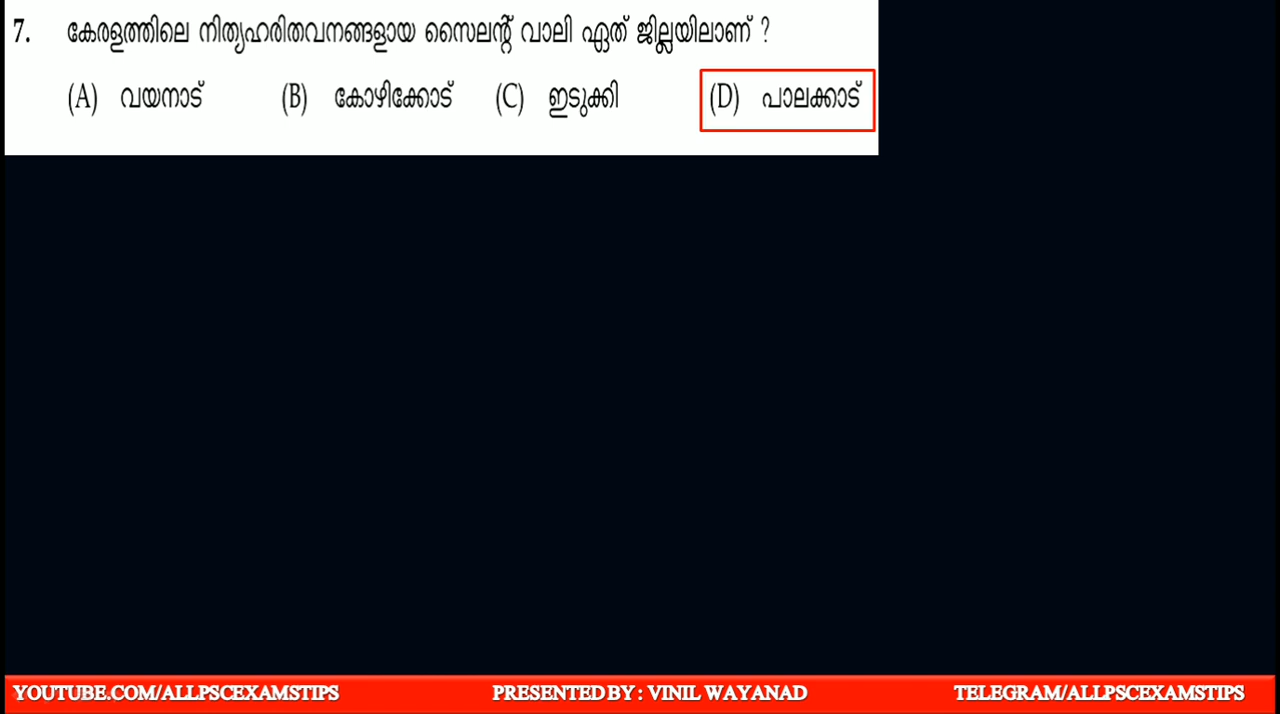 7. കേരളത്തിലെ നിത്യഹരിതവനങ്ങളായ സൈലന്റ് വാലി ഏത് ജില്ലയിലാണ് ?
(A) വയനാട് (B) കോഴിക്കോട് (C) ഇടുക്കി (D) പാലക്കാട്
YOUTUBE.COM/ALLPSCEXAMSTIPS PRESENTED BY : VINIL WAYANAD TELEGRAM/ALLPSCEXAMSTIPS